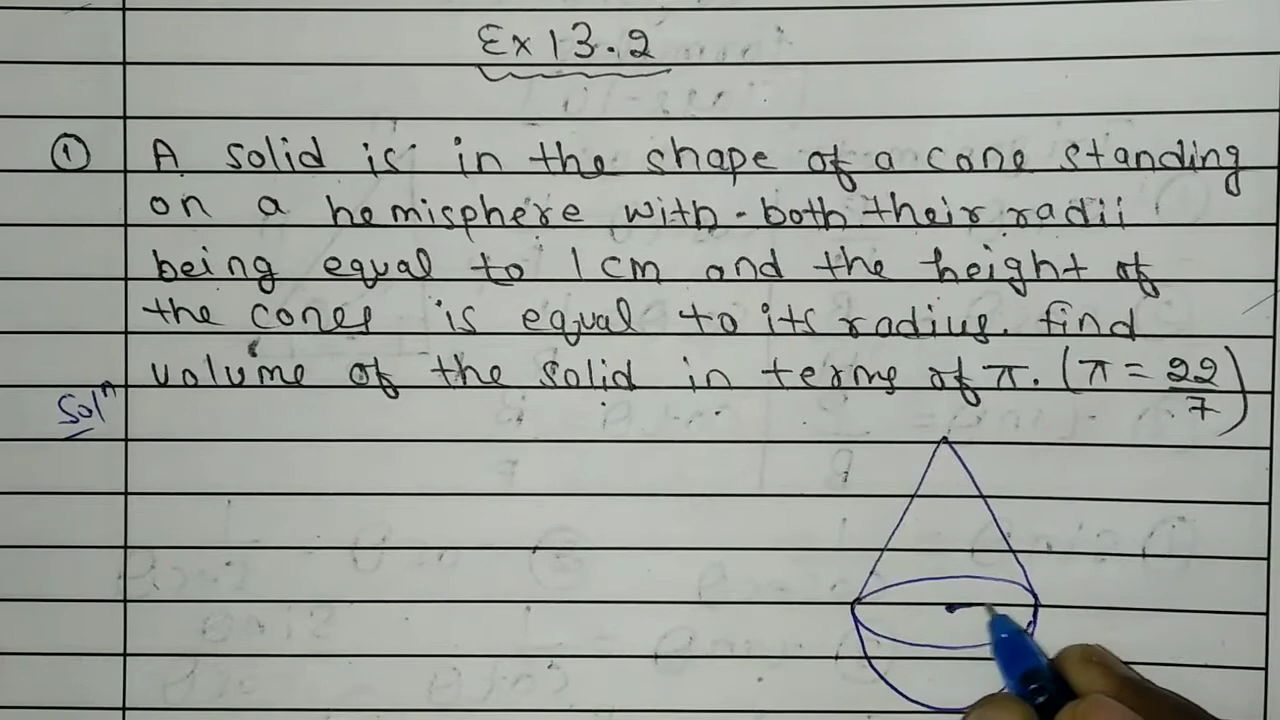 Ex 13.2
① A solid is in the shape of a cone standing
on a hemisphere with both their radii
being equal to 1 cm and the height of
the cones is equal to its radius. find
volume of the solid in terms of π. (π = 22/7)
Solⁿ